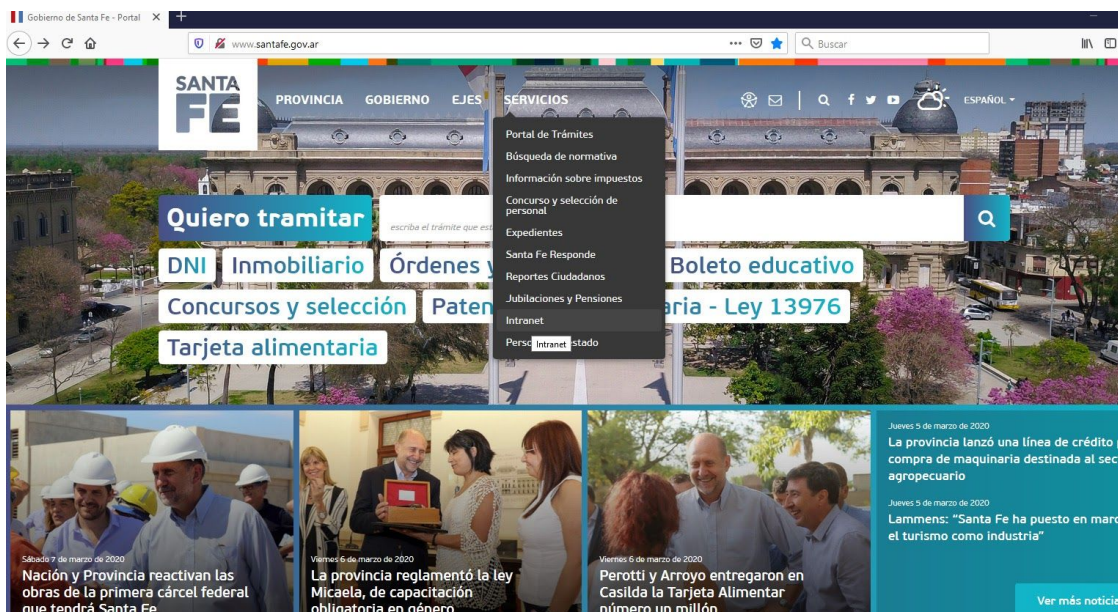 Gobierno de Santa Fe - Portal
www.santafe.gov.ar
Buscar
SANTA
FE
PROVINCIA GOBIERNO EJES SERVICIOS
ESPAÑOL
Portal de Trámites
Búsqueda de normativa
Información sobre impuestos
Concurso y selección de
personal
Expedientes
Santa Fe Responde
Reportes Ciudadanos
Jubilaciones y Pensiones
Intranet
Intranet
Quiero tramitar
escriba el trámite que
DNI Inmobiliario Órdenes Boleto educativo
Concursos y selección - Ley 13976
Tarjeta alimentaria
Sábado 7 de marzo de 2020
Nación y Provincia reactivan las
obras de la primera cárcel federal
que tendrá Santa Fe
Viernes 6 de marzo de 2020
La provincia reglamentó la ley
Micaela, de capacitación
obligatoria en género
Viernes 6 de marzo de 2020
Perotti y Arroyo entregaron en
Casilda la Tarjeta Alimentar
número un millón
Jueves 5 de marzo de 2020
La provincia lanzó una línea de crédito
compra de maquinaria destinada al
agropecuario
Jueves 5 de marzo de 2020
Lammens: “Santa Fe ha puesto en
el turismo como industria”
Ver más